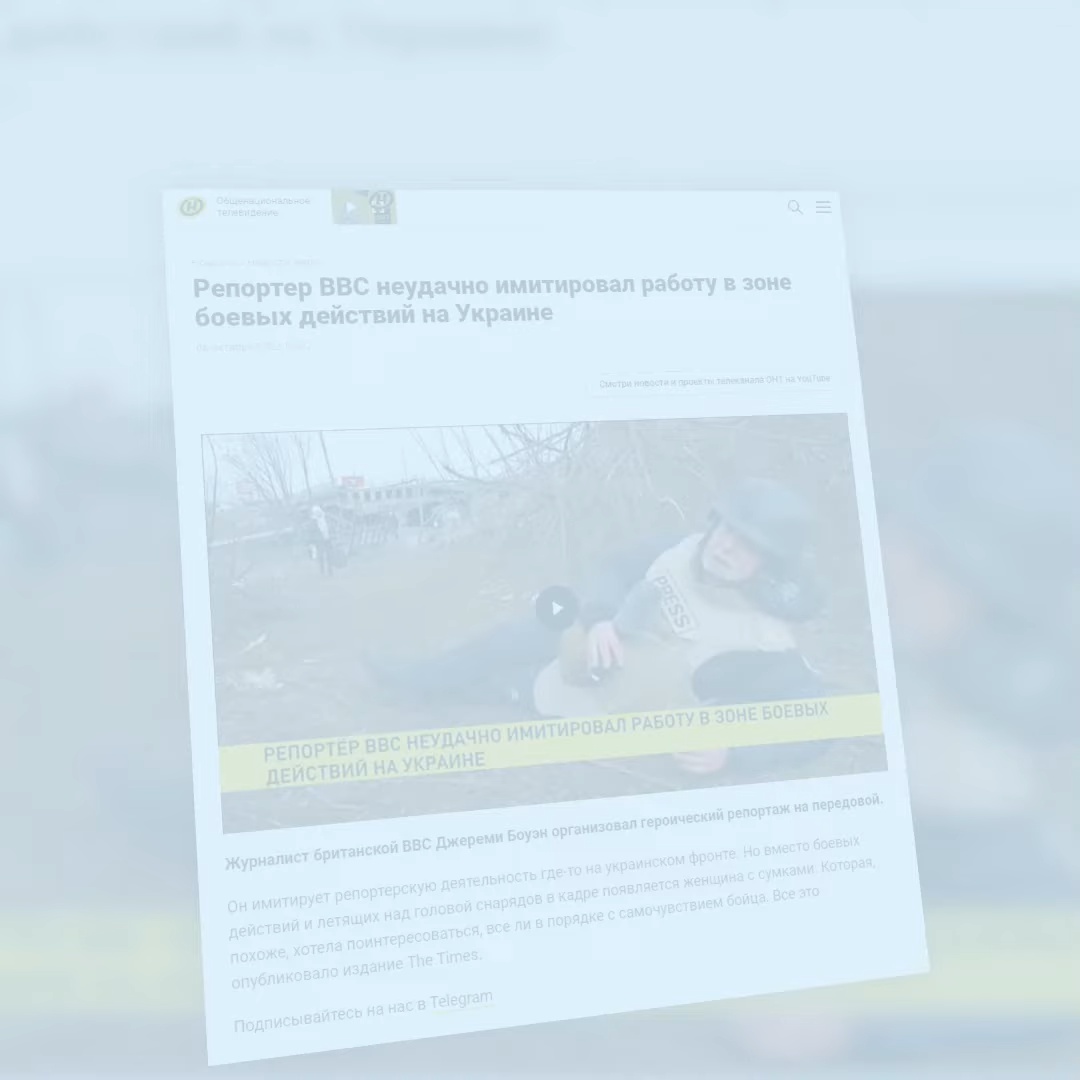 Общенациональное
телевидение
Репортер ВВС неудачно имитировал работу в зоне
боевых действий на Украине
Смотри новости и проекты телеканала ОНТ на YouTube
PRESS
РЕПОРТЁР ВВС НЕУДАЧНО ИМИТИРОВАЛ РАБОТУ В ЗОНЕ БОЕВЫХ
ДЕЙСТВИЙ НА УКРАИНЕ
Журналист британской ВВС Джереми Боуэн организовал героический репортаж на передовой.
Он имитирует репортерскую деятельность где-то на украинском фронте. Но вместо боевых
действий и летящих над головой снарядов в кадре появляется женщина с сумками. Которая,
похоже, хотела поинтересоваться, все ли в порядке с самочувствием бойца. Все это
опубликовало издание The Times.
Подписывайтесь на нас в Telegram